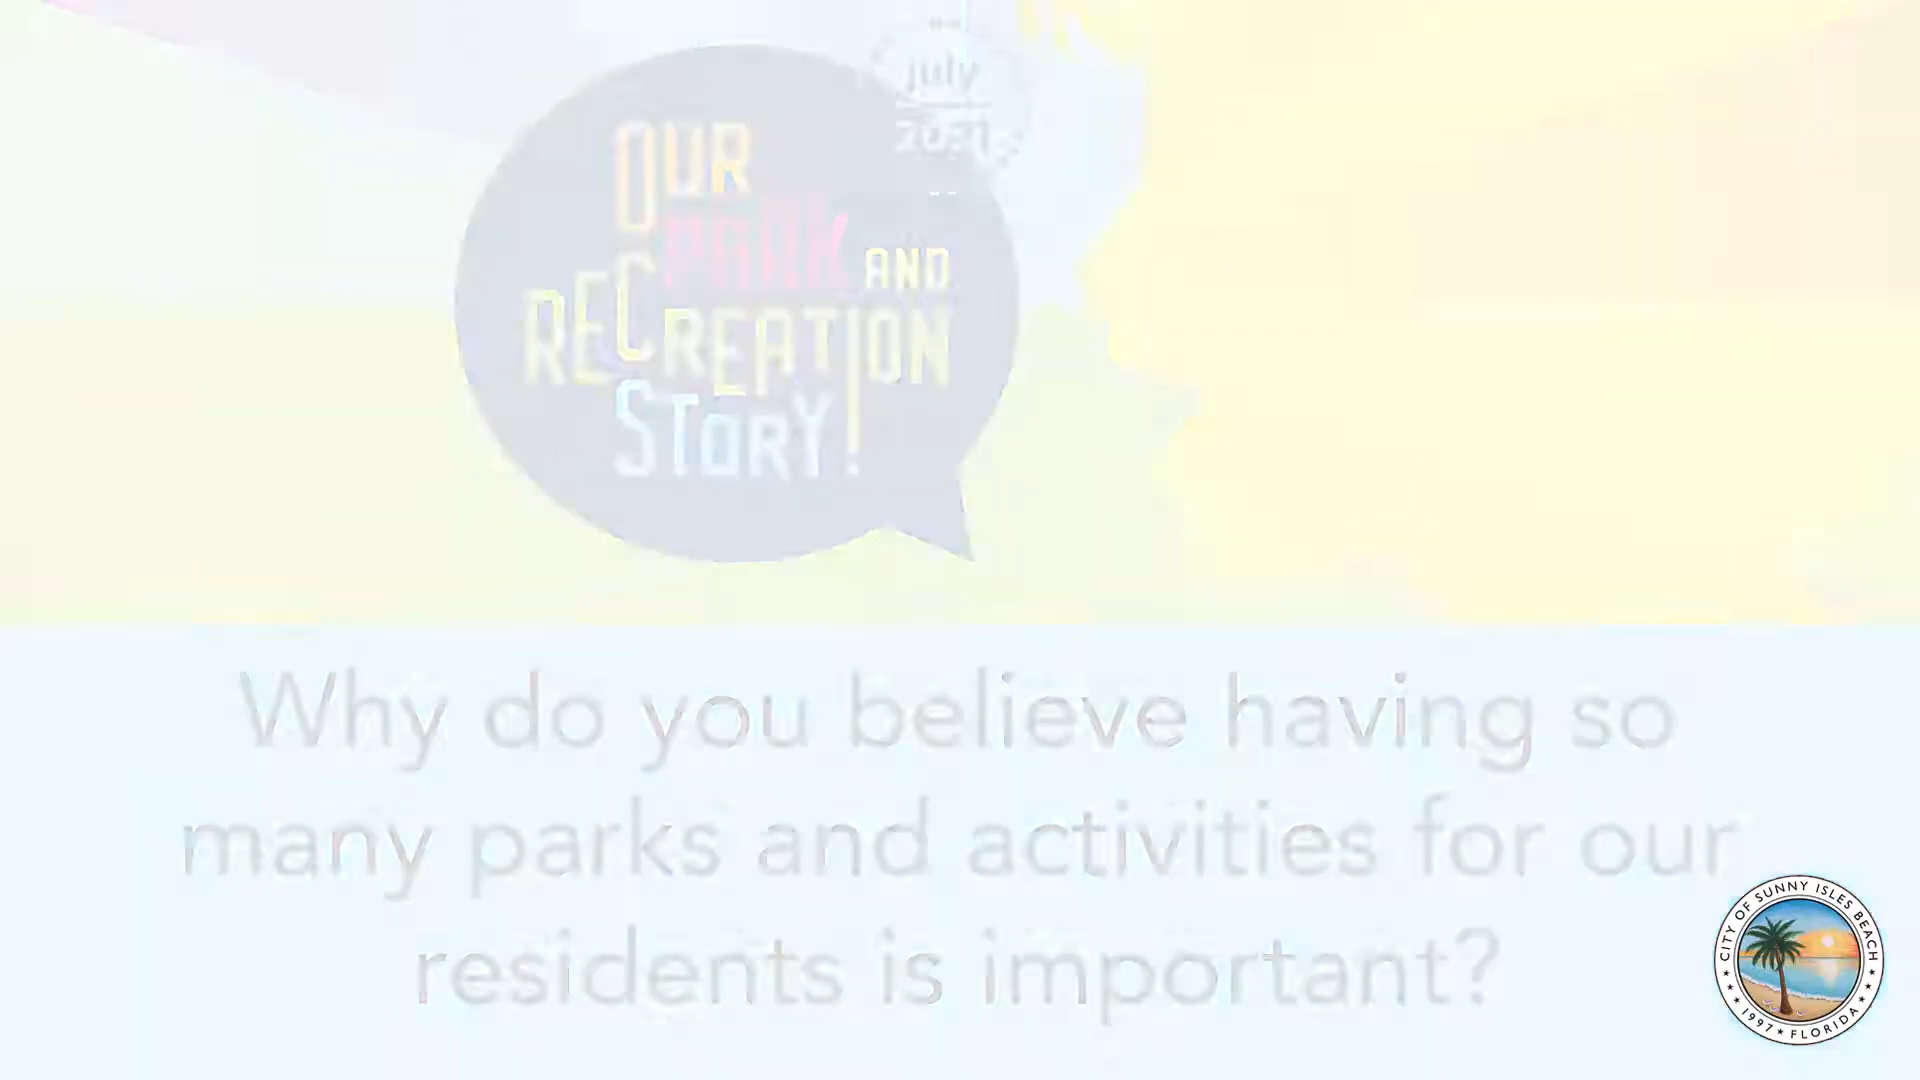 july
2021
OUR
PARK AND
RECREATION
STORY!
Why do you believe having so
many parks and activities for our
residents is important?
CITY OF SUNNY ISLES BEACH
1997 ★ FLORIDA